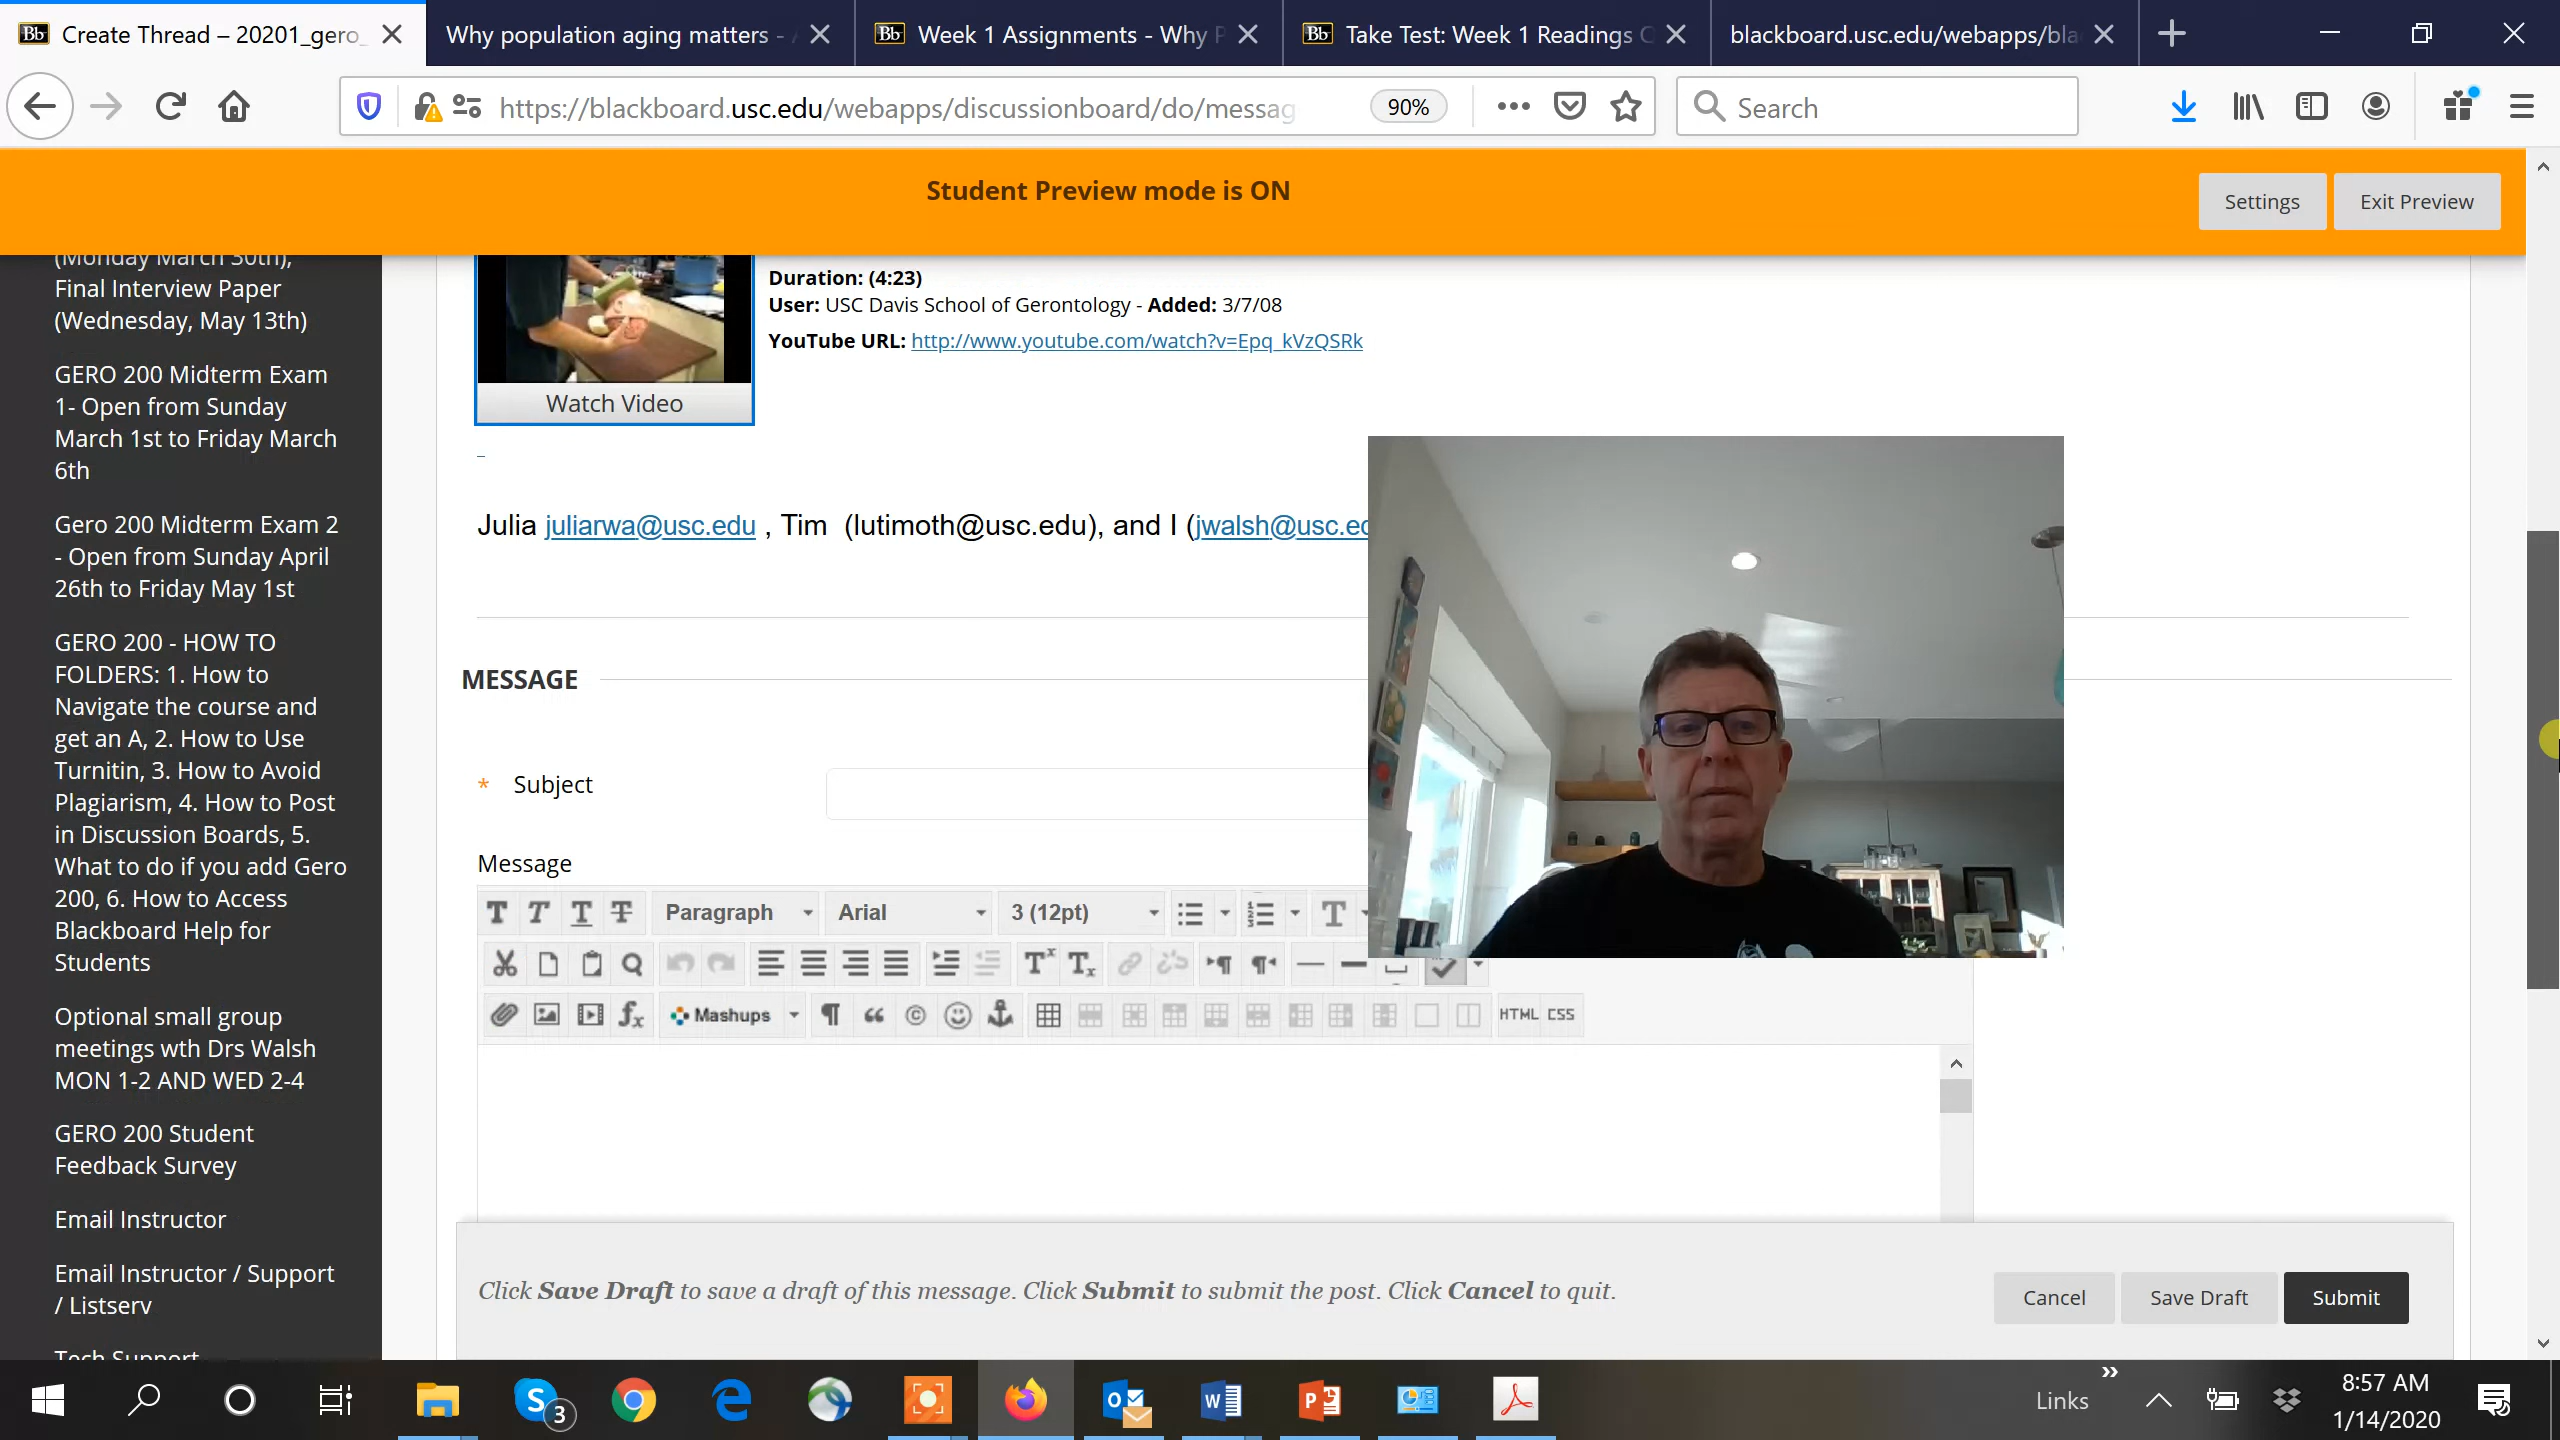 Create Thread – 20201_gero_
Why population aging matters -
Week 1 Assignments - Why P
Take Test: Week 1 Readings C
blackboard.usc.edu/webapps/bla
https://blackboard.usc.edu/webapps/discussionboard/do/messag
90%
Search
Student Preview mode is ON
Settings
Exit Preview
(Monday March 30th),
Final Interview Paper
(Wednesday, May 13th)
GERO 200 Midterm Exam
1- Open from Sunday
March 1st to Friday March
6th
Gero 200 Midterm Exam 2
- Open from Sunday April
26th to Friday May 1st
GERO 200 - HOW TO
FOLDERS: 1. How to
Navigate the course and
get an A, 2. How to Use
Turnitin, 3. How to Avoid
Plagiarism, 4. How to Post
in Discussion Boards, 5.
What to do if you add Gero
200, 6. How to Access
Blackboard Help for
Students
Optional small group
meetings wth Drs Walsh
MON 1-2 AND WED 2-4
GERO 200 Student
Feedback Survey
Email Instructor
Email Instructor / Support
/ Listserv
Tech Support
Duration: (4:23)
User: USC Davis School of Gerontology - Added: 3/7/08
YouTube URL: http://www.youtube.com/watch?v=Epq_kVzQSRk
Watch Video
Julia juliarwa@usc.edu , Tim (lutimoth@usc.edu), and I (jwalsh@usc.ed
MESSAGE
* Subject
Message
Paragraph
Arial
3 (12pt)
Mashups
HTML CSS
Click Save Draft to save a draft of this message. Click Submit to submit the post. Click Cancel to quit.
Cancel
Save Draft
Submit
Links
8:57 AM
1/14/2020